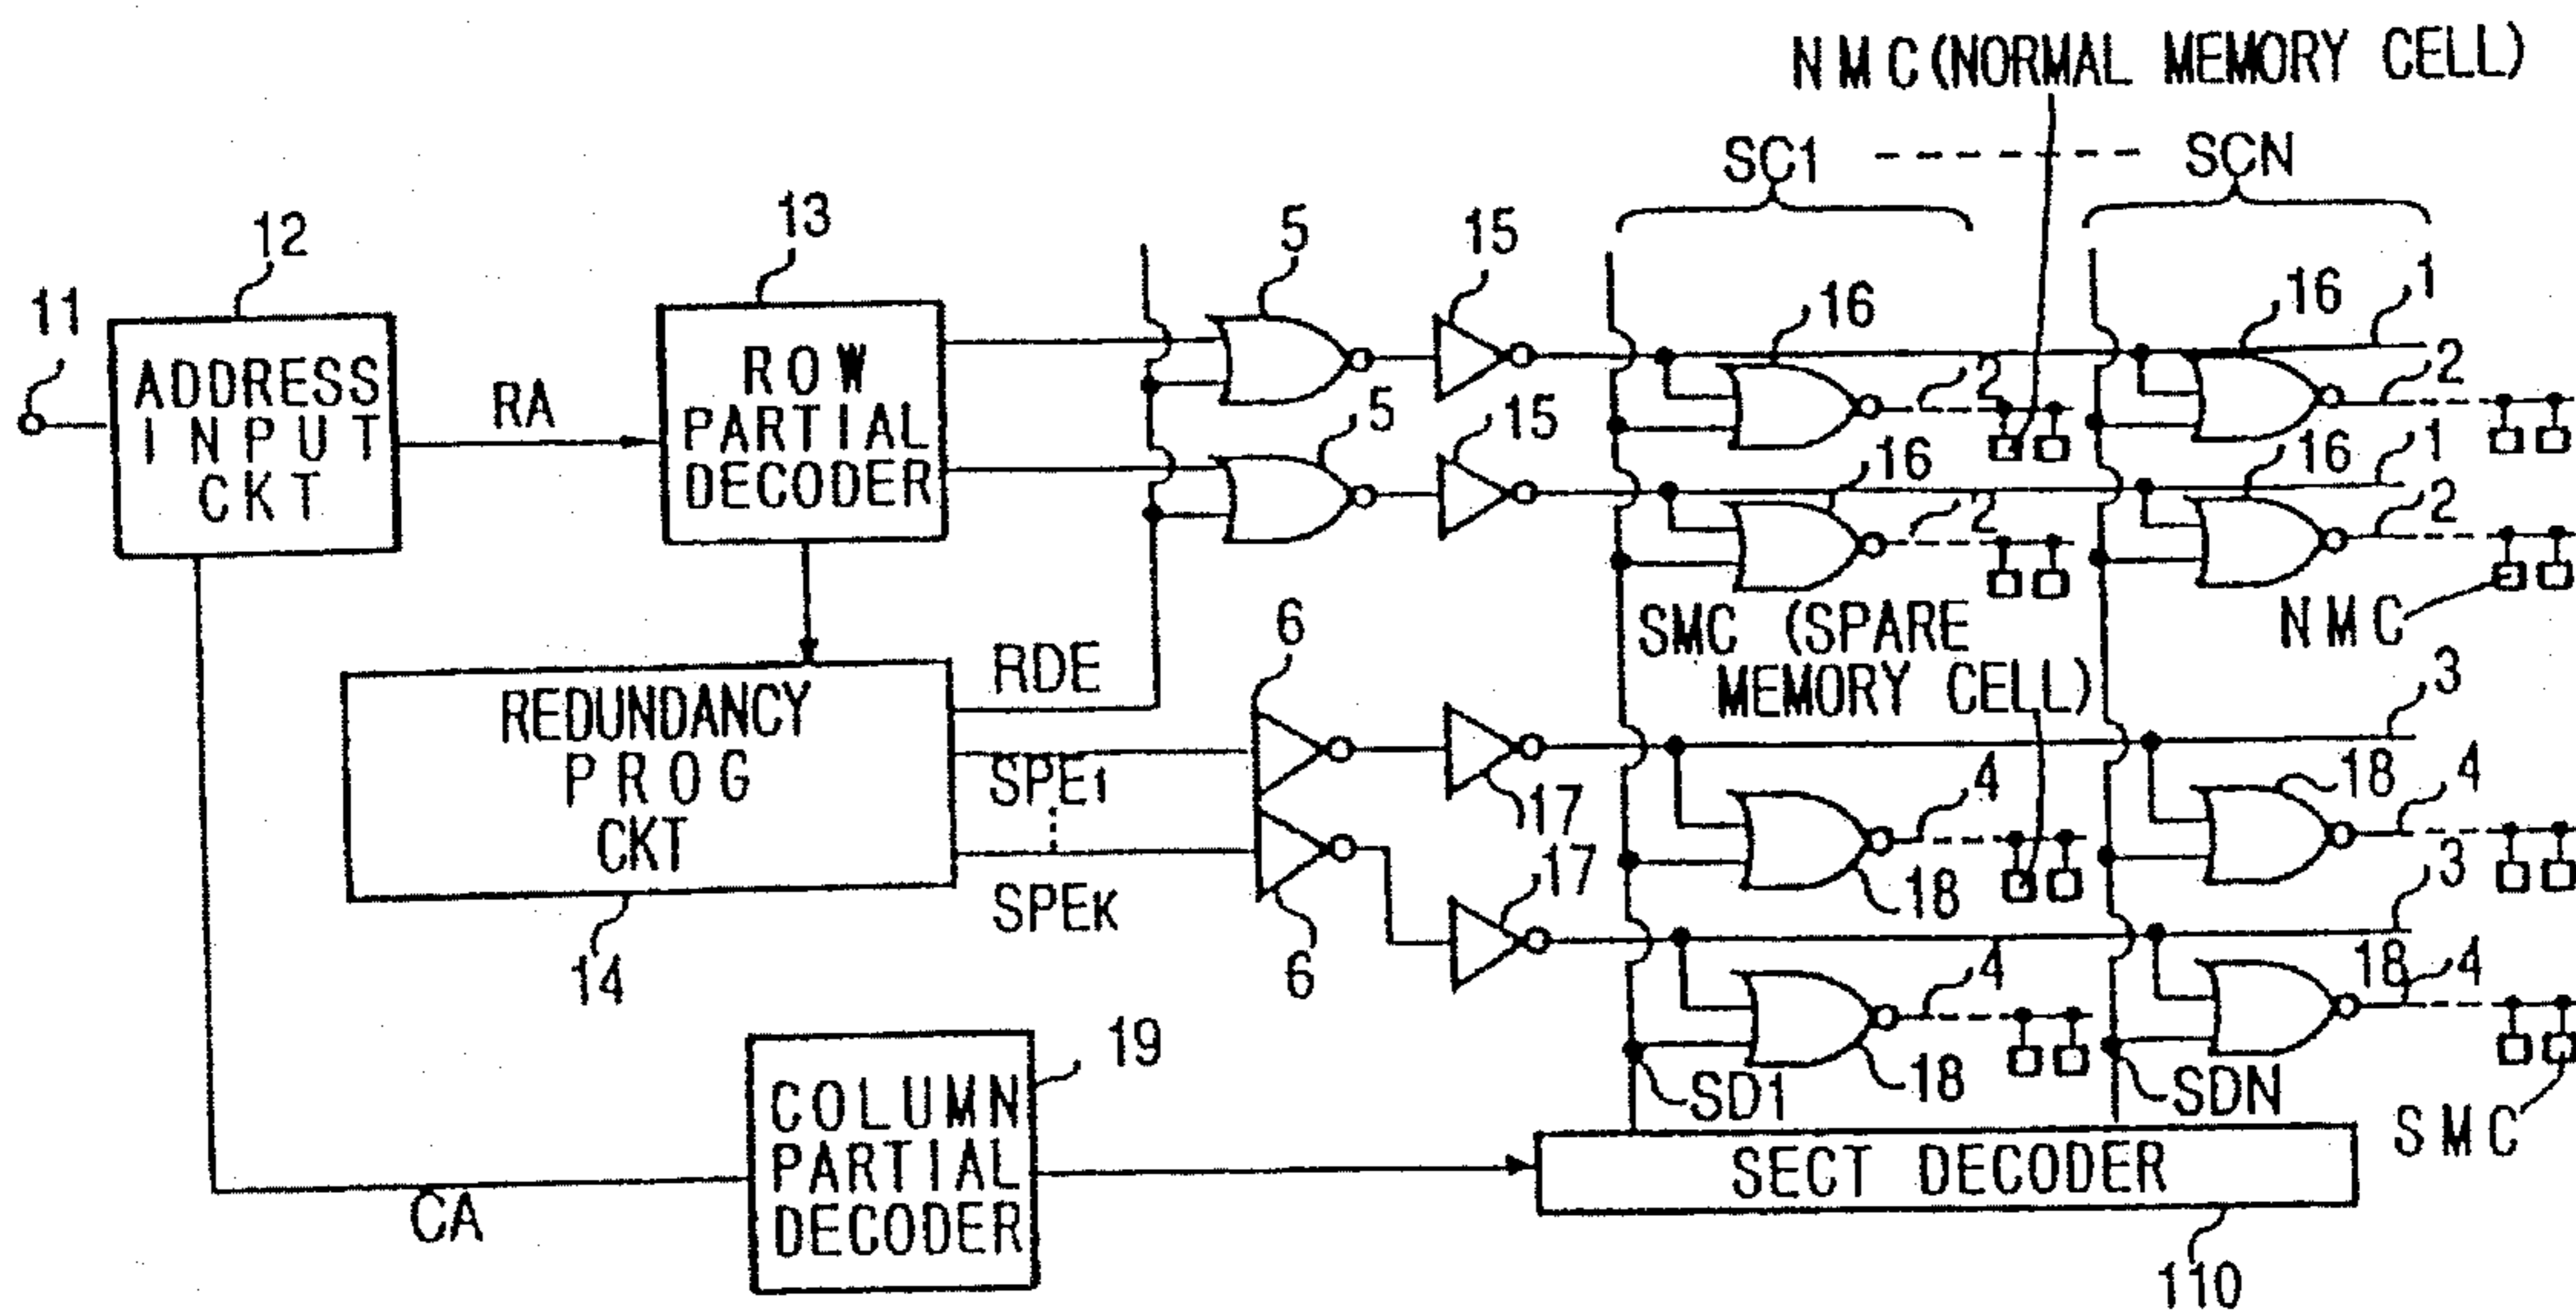 NMC (NORMAL MEMORY CELL)
SC1 ------- SCN
13
5
15
12
11
16
16
1
ADDRESS
INPUT
CKT
RA
ROW
PARTIAL
DECODER
2
2
5
15
16
16
1
2
2
SMC (SPARE
MEMORY CELL)
NMC
6
RDE
REDUNDANCY
PROG
CKT
SPE1
SPEK
17
17
3
4
18
4
18
3
14
6
4
18
4
18
19
SD1
SDN
COLUMN
PARTIAL
DECODER
SMC
CA
SECT DECODER
110